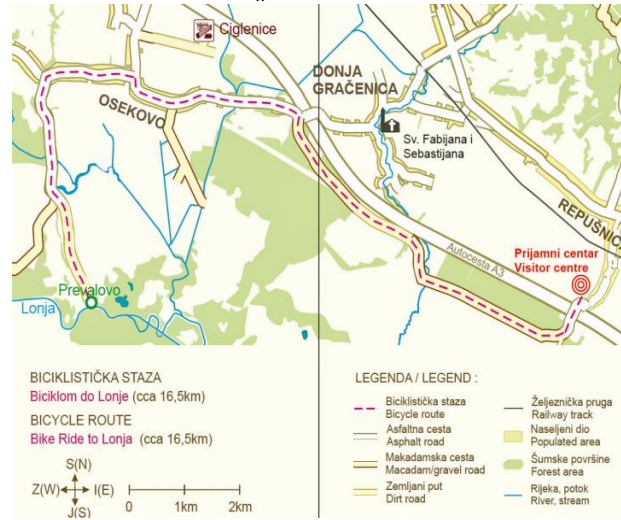 Ciglenice
DONJA
GRAČENICA
OSEKOVO
Sv. Fabijana i
Sebastijana
REPUŠNICA
Autocesta A3
Prijamni centar
Visitor centre
Prevalovo
Lonja
BICIKLISTIČKA STAZA
Biciklom do Lonje (cca 16,5km)
BICYCLE ROUTE
Bike Ride to Lonja (cca 16,5km)
S(N)
Z(W) I(E)
J(S)
0 1km 2km
LEGENDA / LEGEND :
Biciklistička staza
Bicycle route
Asfaltna cesta
Asphalt road
Makadamska cesta
Macadam/gravel road
Zemljani put
Dirt road
Željeznička pruga
Railway track
Naseljeni dio
Populated area
Šumske površine
Forest area
Rijeka, potok
River, stream